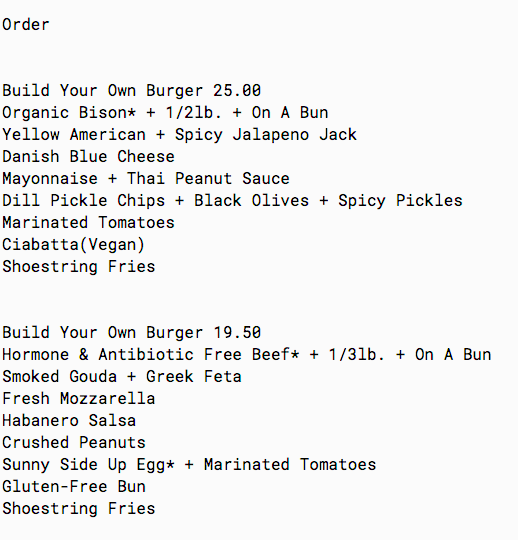 Order
Build Your Own Burger 25.00
Organic Bison* + 1/2lb. + On A Bun
Yellow American + Spicy Jalapeno Jack
Danish Blue Cheese
Mayonnaise + Thai Peanut Sauce
Dill Pickle Chips + Black Olives + Spicy Pickles
Marinated Tomatoes
Ciabatta(Vegan)
Shoestring Fries
Build Your Own Burger 19.50
Hormone & Antibiotic Free Beef* + 1/3lb. + On A Bun
Smoked Gouda + Greek Feta
Fresh Mozzarella
Habanero Salsa
Crushed Peanuts
Sunny Side Up Egg* + Marinated Tomatoes
Gluten-Free Bun
Shoestring Fries